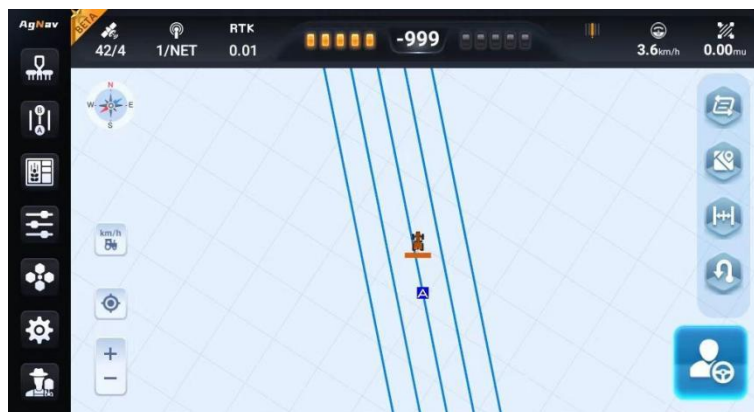 AgNav
BETA
42/4
1/NET
RTK
0.01
-999
3.6km/h
0.00mu
B
A
N
W
E
S
km/h
A
+
−